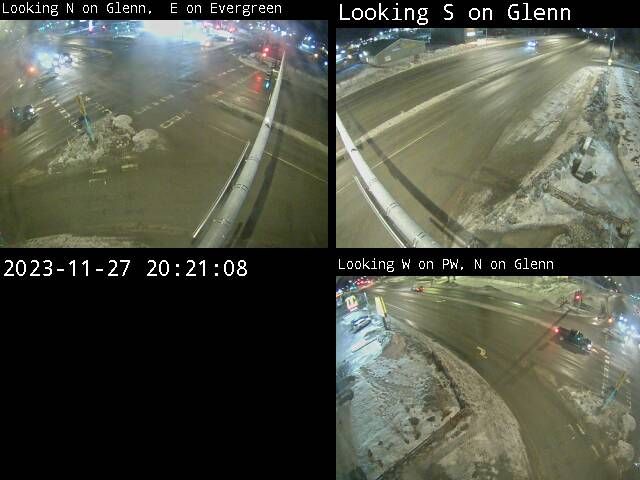 Looking N on Glenn,  E on Evergreen
Looking S on Glenn
2023-11-27 20:21:08
Looking W on PW, N on Glenn